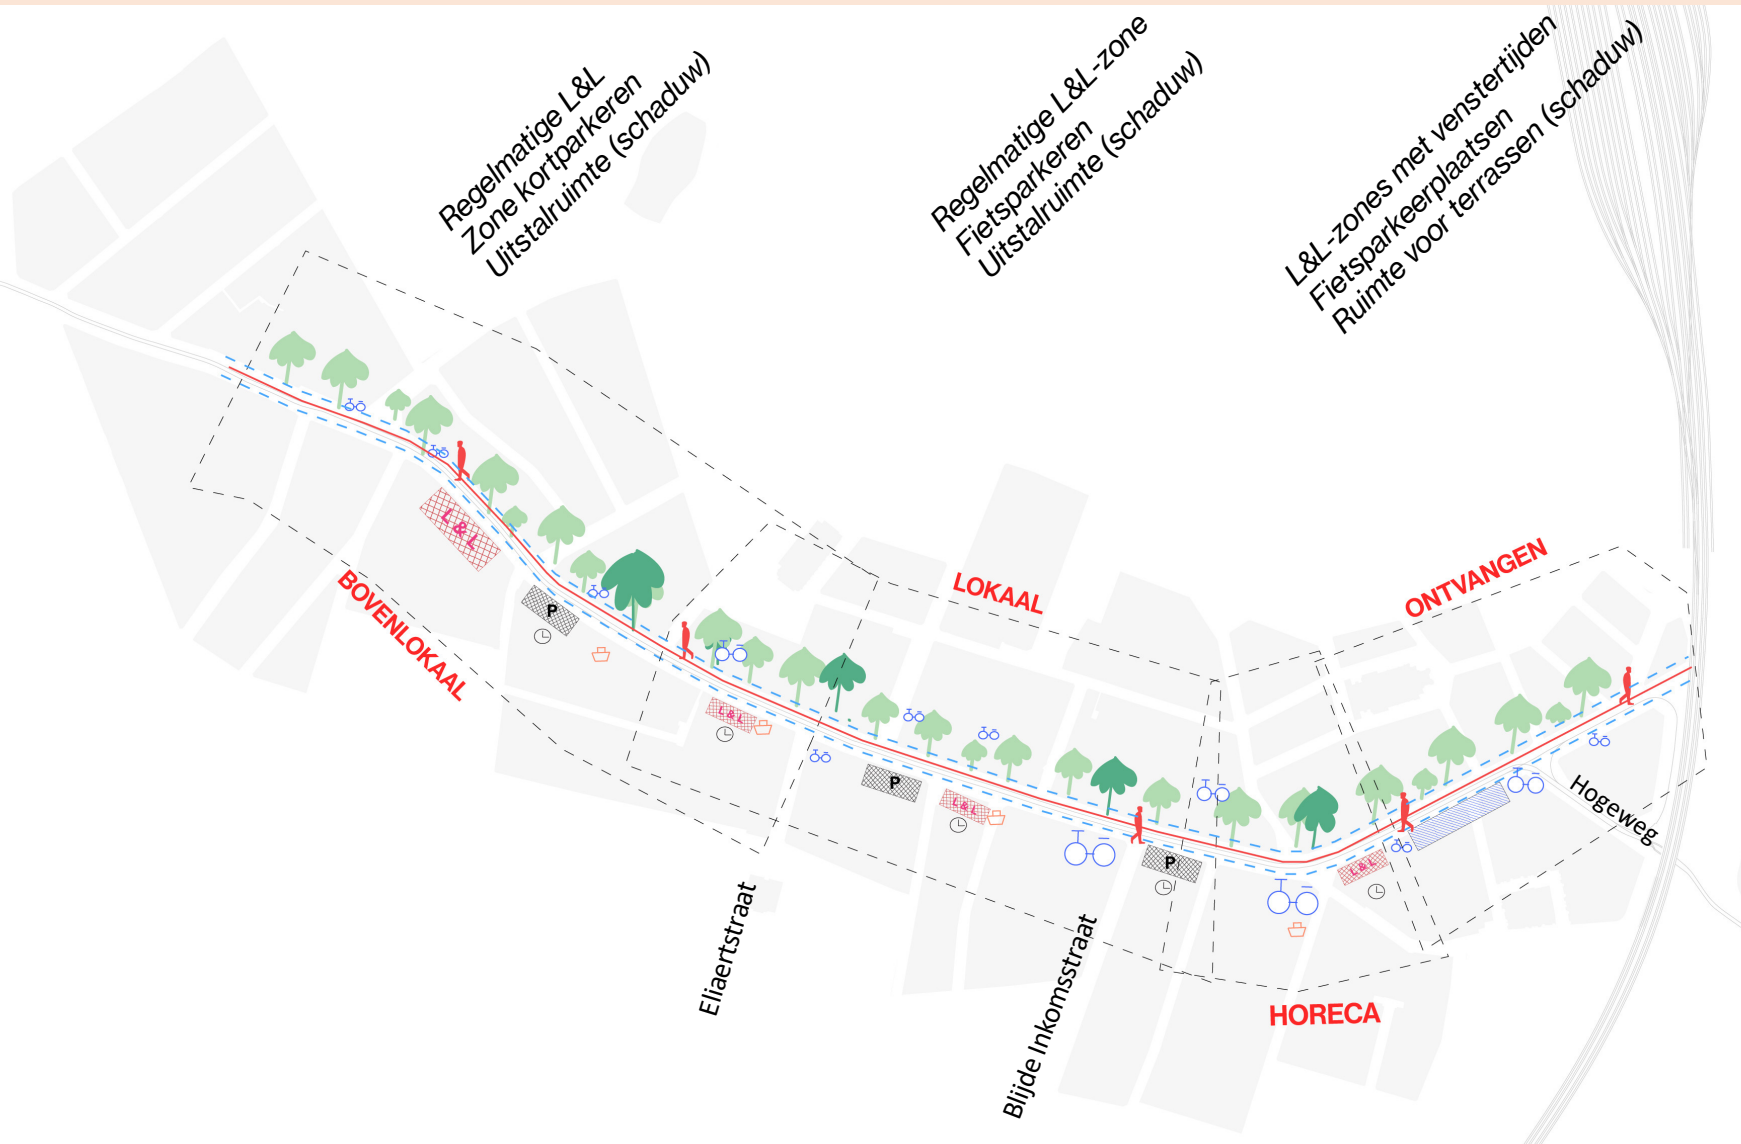 Regelmatige L&L
Zone kortparkeren
Uitstalruimte (schaduw)
Regelmatige L&L-zone
Fietsparkeren
Uitstalruimte (schaduw)
L&L-zones met venstertijden
Fietsparkeerplaatsen
Ruimte voor terrassen (schaduw)
L & L
P
BOVENLOKAAL
L & L
LOKAAL
P
L & L
ONTVANGEN
P
L & L
Hogeweg
Eliaertstraat
Blijde Inkomsstraat
HORECA